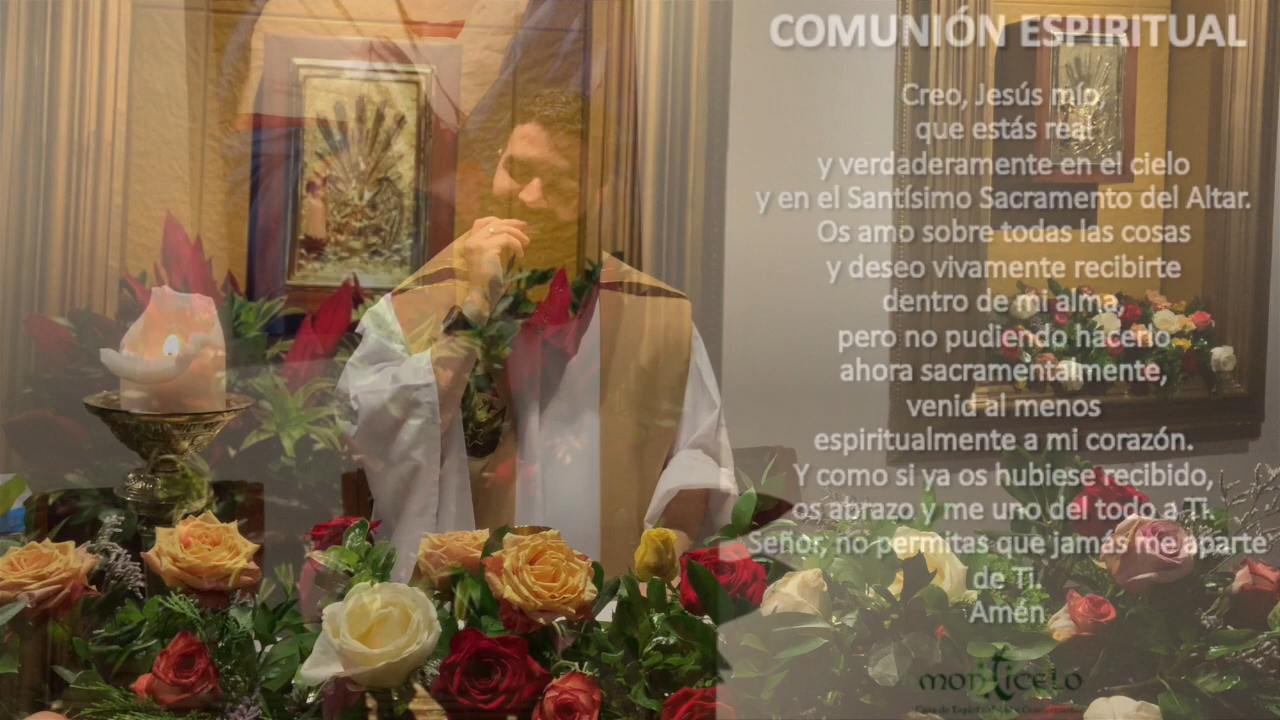 COMUNIÓN ESPIRITUAL
Creo, Jesús mío
que estás real
y verdaderamente en el cielo
y en el Santísimo Sacramento del Altar.
Os amo sobre todas las cosas
y deseo vivamente recibirte
dentro de mi alma,
pero no pudiendo hacerlo
ahora sacramentalmente,
venid al menos
espiritualmente a mi corazón.
Y como si ya os hubiese recibido,
os abrazo y me uno del todo a Ti.
Señor, no permitas que jamás me aparte
de Ti.
Amén
monticelo
Casa de